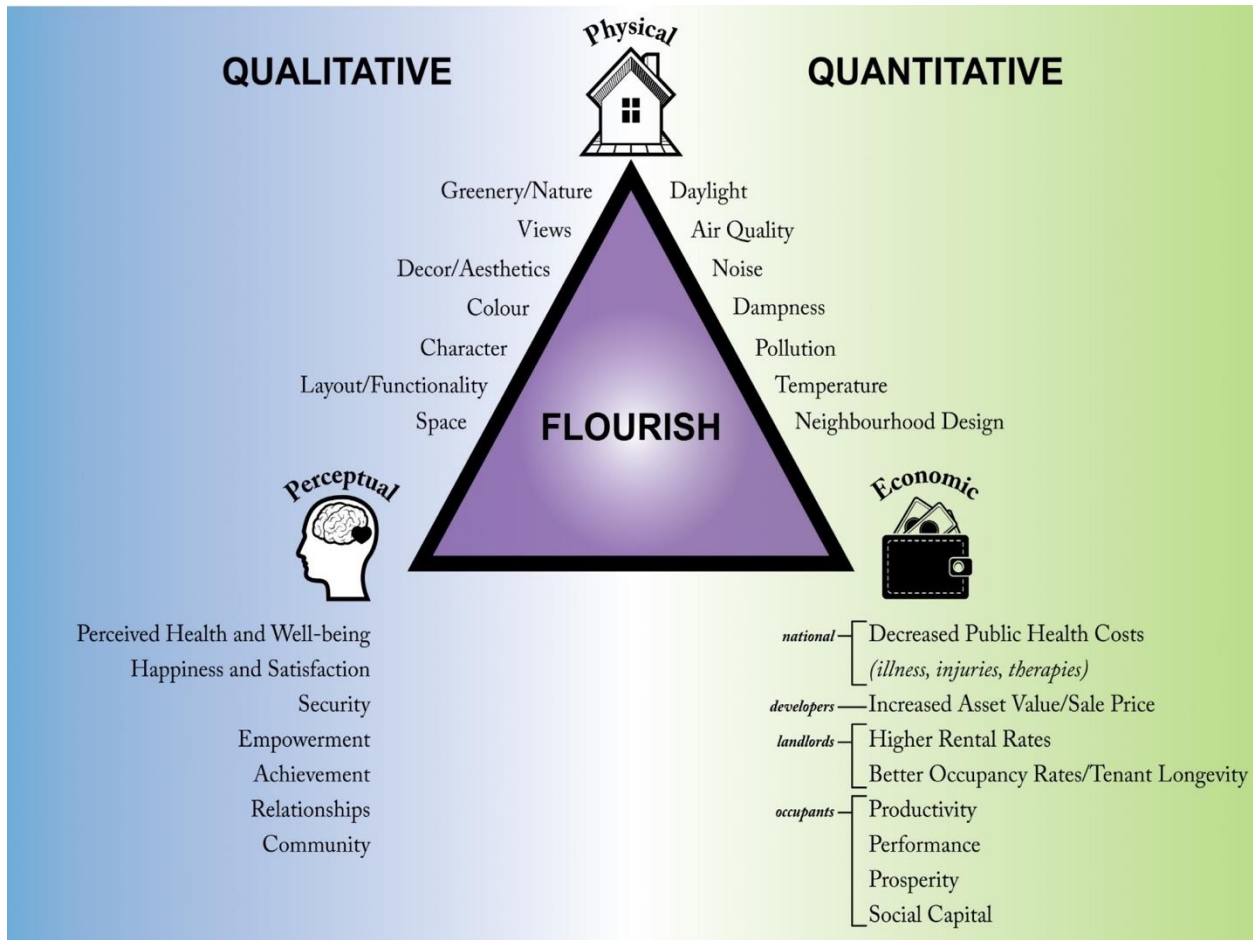 Physical
QUALITATIVE
QUANTITATIVE
Greenery/Nature
Views
Decor/Aesthetics
Colour
Character
Layout/Functionality
Space
Daylight
Air Quality
Noise
Dampness
Pollution
Temperature
Neighbourhood Design
FLOURISH
Perceptual
Perceived Health and Well-being
Happiness and Satisfaction
Security
Empowerment
Achievement
Relationships
Community
Economic
national
Decreased Public Health Costs
(illness, injuries, therapies)
developers
Increased Asset Value/Sale Price
landlords
Higher Rental Rates
Better Occupancy Rates/Tenant Longevity
occupants
Productivity
Performance
Prosperity
Social Capital